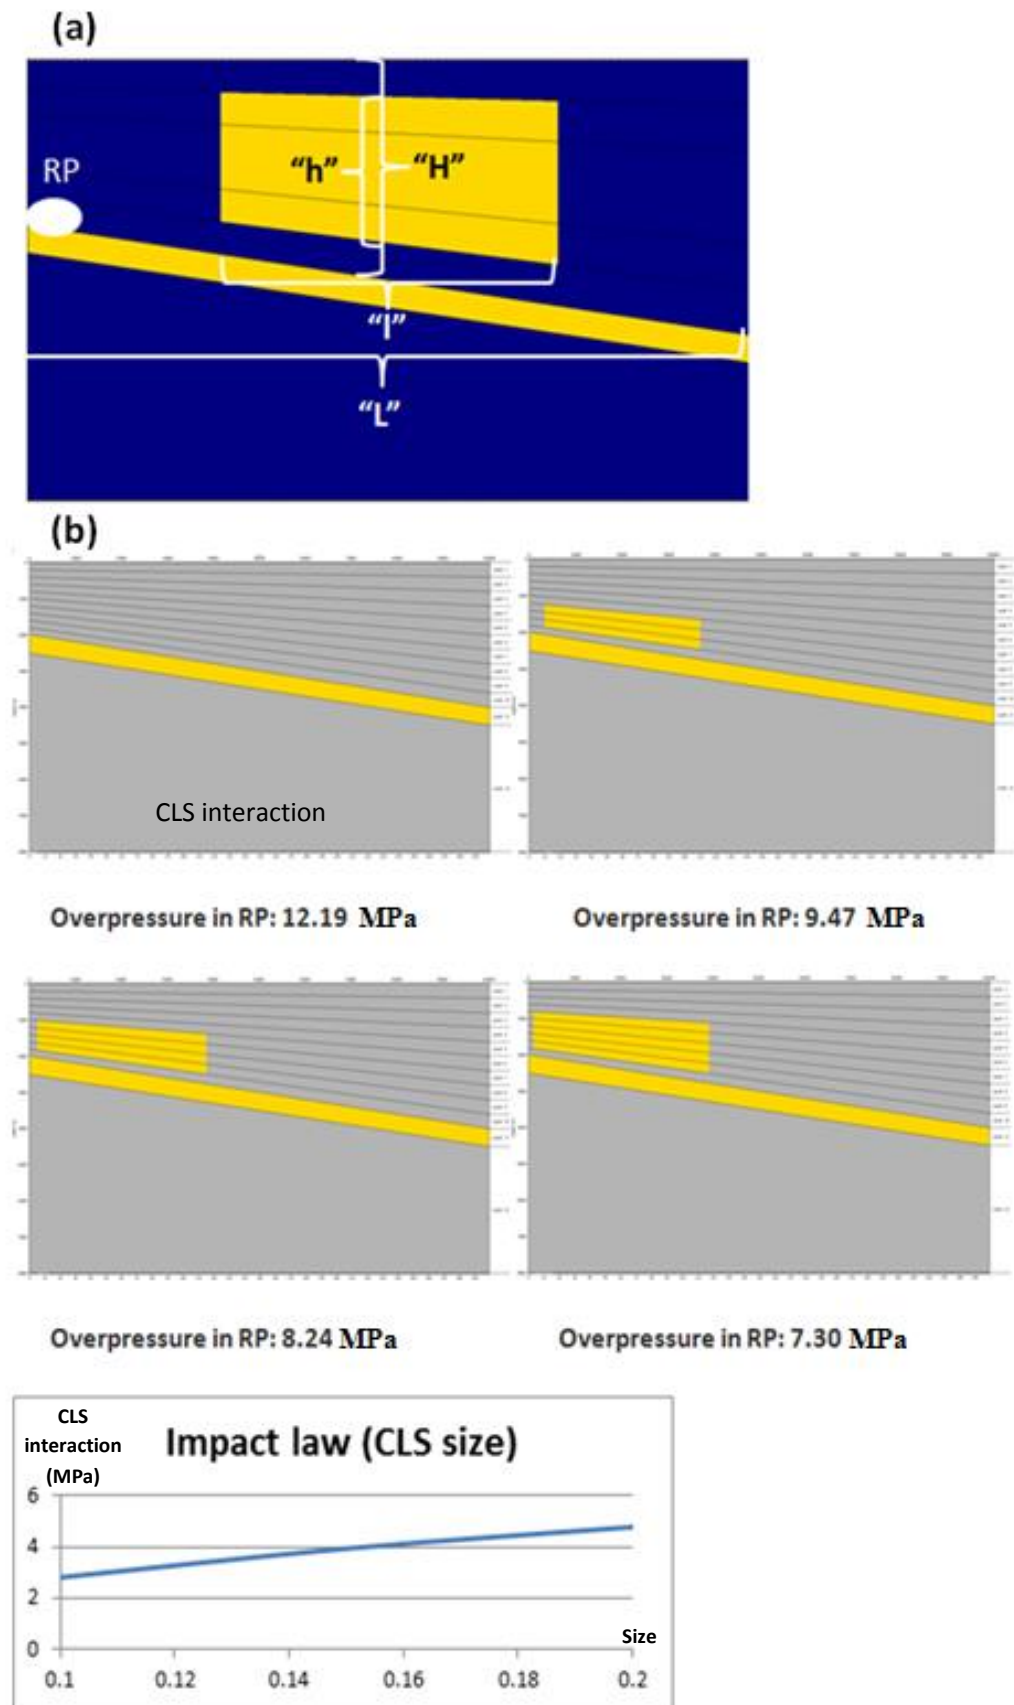 (a)
RP
“h”
“H”
“l”
“L”
(b)
CLS interaction
Overpressure in RP: 12.19 MPa
Overpressure in RP: 9.47 MPa
Overpressure in RP: 8.24 MPa
Overpressure in RP: 7.30 MPa
CLS
interaction
(MPa)
Impact law (CLS size)
6
4
2
0
Size
0.1 0.12 0.14 0.16 0.18 0.2